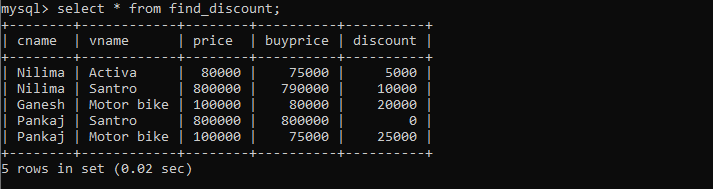 mysql> select * from find_discount;
+--------+------------+--------+----------+----------+
| cname  | vname      | price  | buyprice | discount |
+--------+------------+--------+----------+----------+
| Nilima | Activa     |  80000 |    75000 |     5000 |
| Nilima | Santro     | 800000 |   790000 |    10000 |
| Ganesh | Motor bike | 100000 |    80000 |    20000 |
| Pankaj | Santro     | 800000 |   800000 |        0 |
| Pankaj | Motor bike | 100000 |    75000 |    25000 |
+--------+------------+--------+----------+----------+
5 rows in set (0.02 sec)